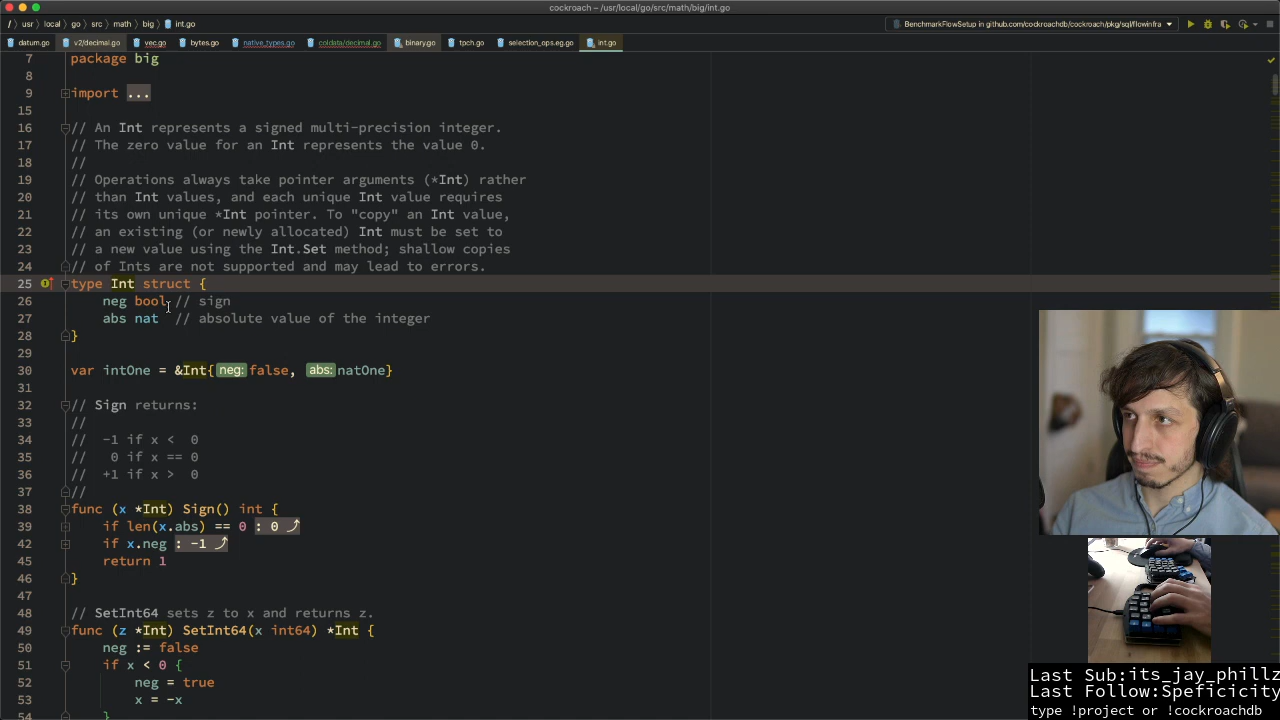 cockroach – /usr/local/go/src/math/big/int.go
/ usr local go src math big int.go
BenchmarkFlowSetup in github.com/cockroachdb/cockroach/pkg/sql/flowinfra
datum.go v2/decimal.go vec.go bytes.go native_types.go coldata/decimal.go binary.go tpch.go selection_ops.eg.go int.go
7 package big
8
9 import ...
15
16 // An Int represents a signed multi-precision integer.
17 // The zero value for an Int represents the value 0.
18 //
19 // Operations always take pointer arguments (*Int) rather
20 // than Int values, and each unique Int value requires
21 // its own unique *Int pointer. To "copy" an Int value,
22 // an existing (or newly allocated) Int must be set to
23 // a new value using the Int.Set method; shallow copies
24 // of Ints are not supported and may lead to errors.
25 type Int struct {
26 neg bool // sign
27 abs nat // absolute value of the integer
28 }
29
30 var intOne = &Int{neg: false, abs: natOne}
31
32 // Sign returns:
33 //
34 // -1 if x < 0
35 // 0 if x == 0
36 // +1 if x > 0
37 //
38 func (x *Int) Sign() int {
39 if len(x.abs) == 0 : 0
42 if x.neg : -1
45 return 1
46 }
47
48 // SetInt64 sets z to x and returns z.
49 func (z *Int) SetInt64(x int64) *Int {
50 neg := false
51 if x < 0 {
52 neg = true
53 x = -x
54 }
Last Sub:its_jay_phillz
Last Follow:Speficicity
type !project or !cockroachdb